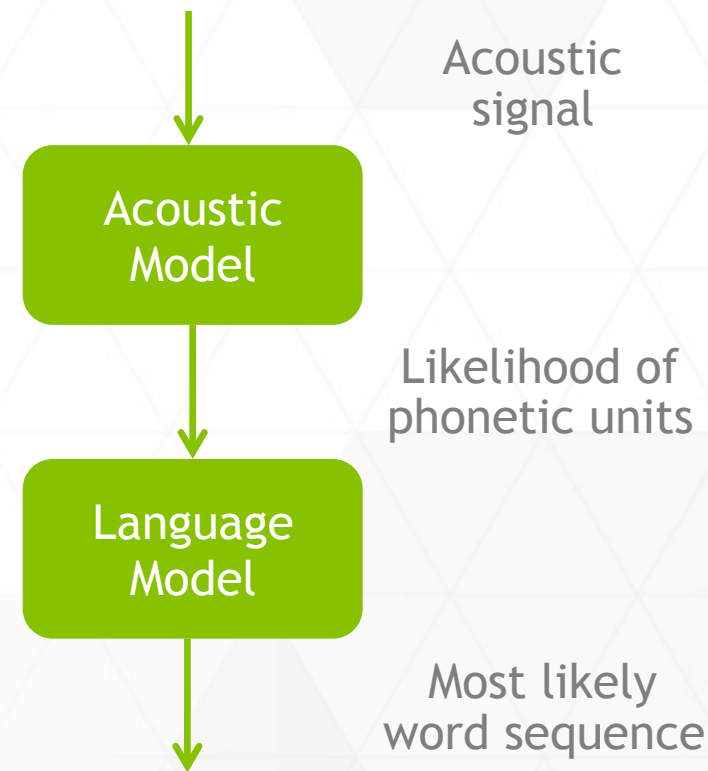 Acoustic
signal
Acoustic
Model
Likelihood of
phonetic units
Language
Model
Most likely
word sequence